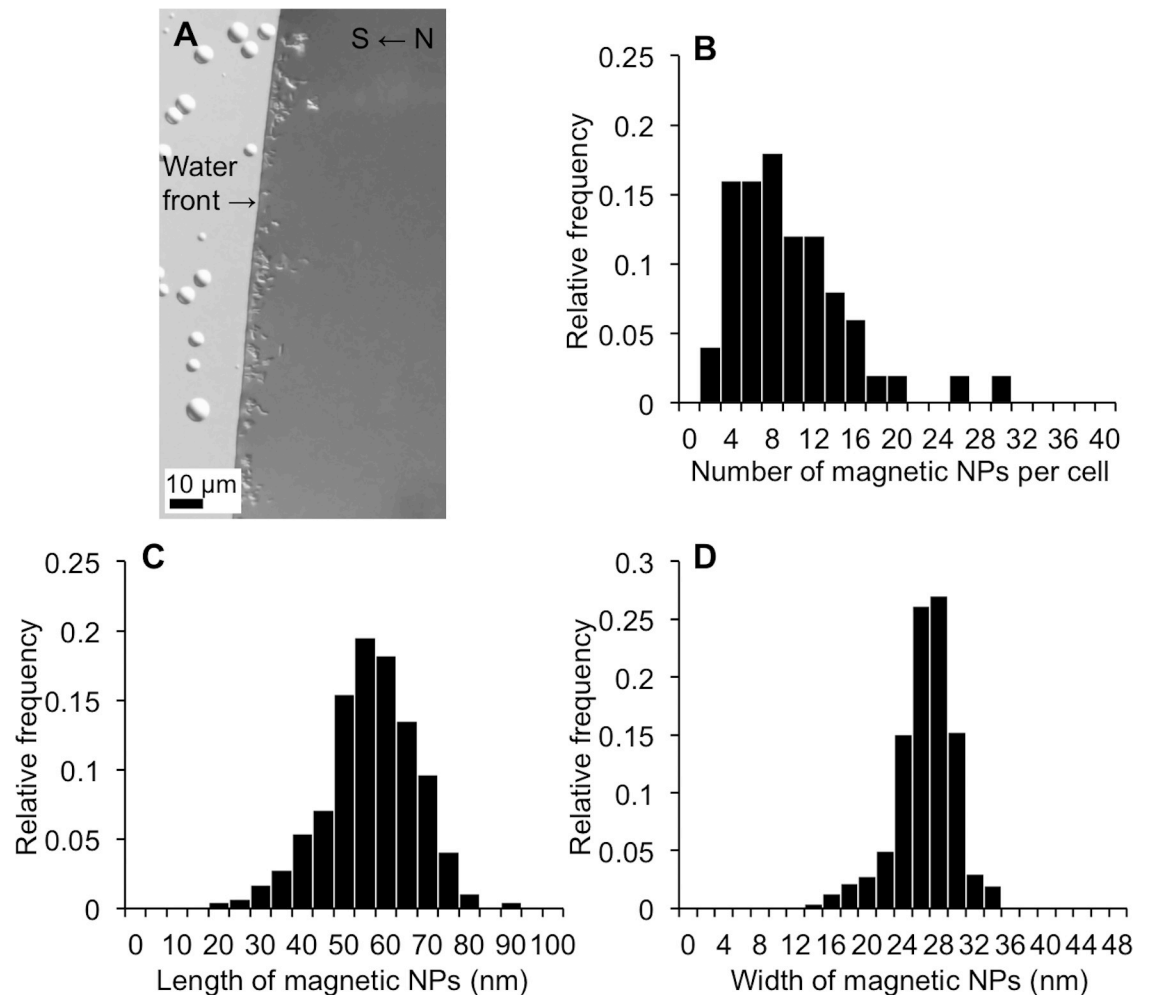 A
S ← N
Water
front →
10 µm
B
Relative frequency
0.25
0.2
0.15
0.1
0.05
0
0 4 8 12 16 20 24 28 32 36 40
Number of magnetic NPs per cell
C
Relative frequency
0.25
0.2
0.15
0.1
0.05
0
0 10 20 30 40 50 60 70 80 90 100
Length of magnetic NPs (nm)
D
Relative frequency
0.3
0.25
0.2
0.15
0.1
0.05
0
0 4 8 12 16 20 24 28 32 36 40 44 48
Width of magnetic NPs (nm)